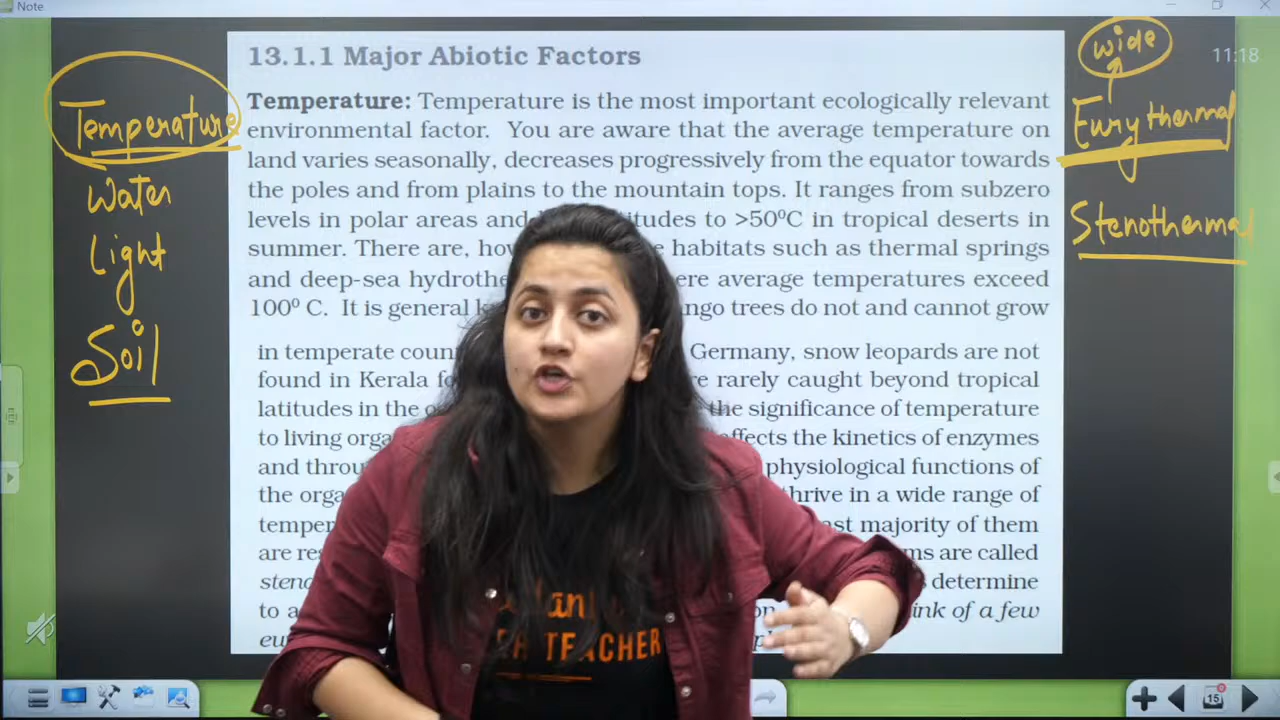 Note
13.1.1 Major Abiotic Factors
Temperature: Temperature is the most important ecologically relevant
environmental factor. You are aware that the average temperature on
land varies seasonally, decreases progressively from the equator towards
the poles and from plains to the mountain tops. It ranges from subzero
levels in polar areas and itudes to >50⁰C in tropical deserts in
summer. There are, how e habitats such as thermal springs
and deep-sea hydrothe ere average temperatures exceed
100⁰ C. It is general k ngo trees do not and cannot grow
in temperate coun Germany, snow leopards are not
found in Kerala fo re rarely caught beyond tropical
latitudes in the o the significance of temperature
to living orga ffects the kinetics of enzymes
and throu physiological functions of
the orga thrive in a wide range of
temper ast majority of them
are res ms are called
steno determine
to a on ink of a few
eu
Temperature
Water
Light
Soil
wide
Eurythermal
Stenothermal
11:18
TEACHER
15